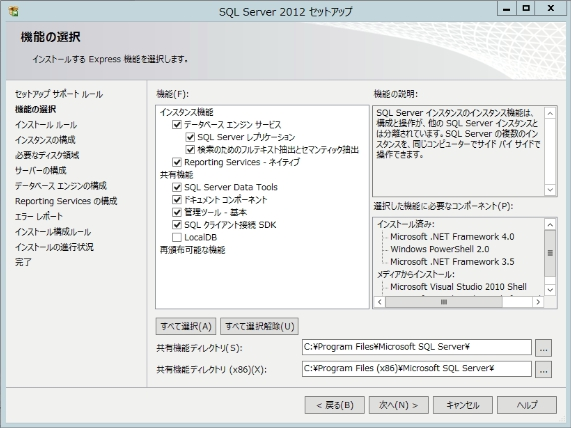 SQL Server 2012 セットアップ
機能の選択
インストールする Express 機能を選択します。
セットアップ サポート ルール
機能の選択
インストール ルール
インスタンスの構成
必要なディスク領域
サーバーの構成
データベース エンジンの構成
Reporting Services の構成
エラー レポート
インストール構成ルール
インストールの進行状況
完了
機能(F):
インスタンス機能
データベース エンジン サービス
SQL Server レプリケーション
検索のためのフルテキスト抽出とセマンティック抽出
Reporting Services - ネイティブ
共有機能
SQL Server Data Tools
ドキュメント コンポーネント
管理ツール - 基本
SQL クライアント接続 SDK
LocalDB
再頒布可能な機能
機能の説明:
SQL Server インスタンスのインスタンス機能は、
構成と操作が、他の SQL Server インスタンスと
は分離されています。SQL Server の複数のイン
スタンスを、同じコンピューターでサイド バイ サイドで
操作できます。
選択した機能に必要なコンポーネント(P):
インストール済み:
Microsoft .NET Framework 4.0
Windows PowerShell 2.0
Microsoft .NET Framework 3.5
メディアからインストール:
Microsoft Visual Studio 2010 Shell
すべて選択(A)
すべて選択解除(U)
共有機能ディレクトリ(S):
C:¥Program Files¥Microsoft SQL Server¥
...
共有機能ディレクトリ (x86)(X):
C:¥Program Files (x86)¥Microsoft SQL Server¥
...
< 戻る(B)
次へ(N) >
キャンセル
ヘルプ